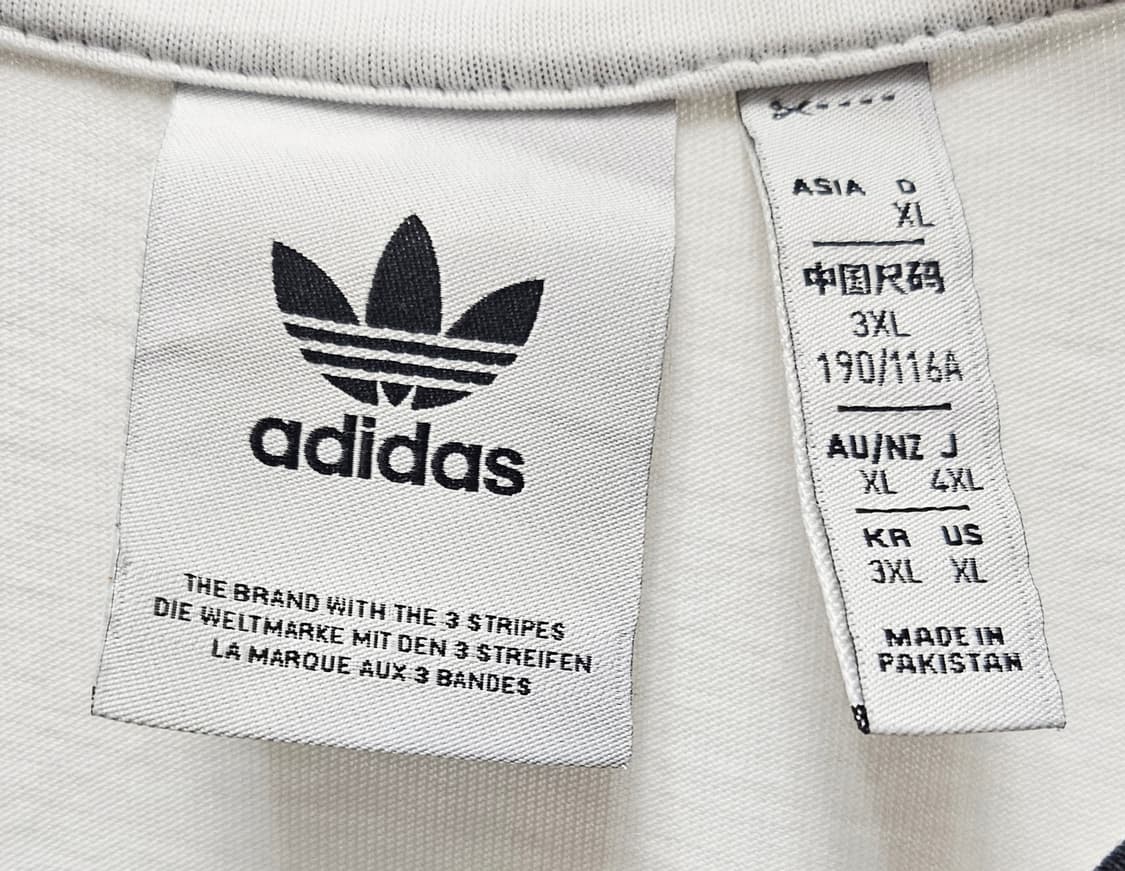 adidas
THE BRAND WITH THE 3 STRIPES
DIE WELTMARKE MIT DEN 3 STREIFEN
LA MARQUE AUX 3 BANDES
ASIA D
XL
中国尺码
3XL
190/116A
AU/NZ J
XL 4XL
KR US
3XL XL
MADE IN
PAKISTAN